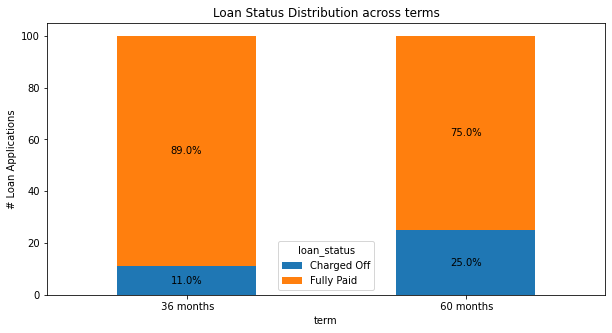 Loan Status Distribution across terms
# Loan Applications
100
80
60
40
20
0
89.0%
11.0%
75.0%
25.0%
loan_status
Charged Off
Fully Paid
36 months
60 months
term